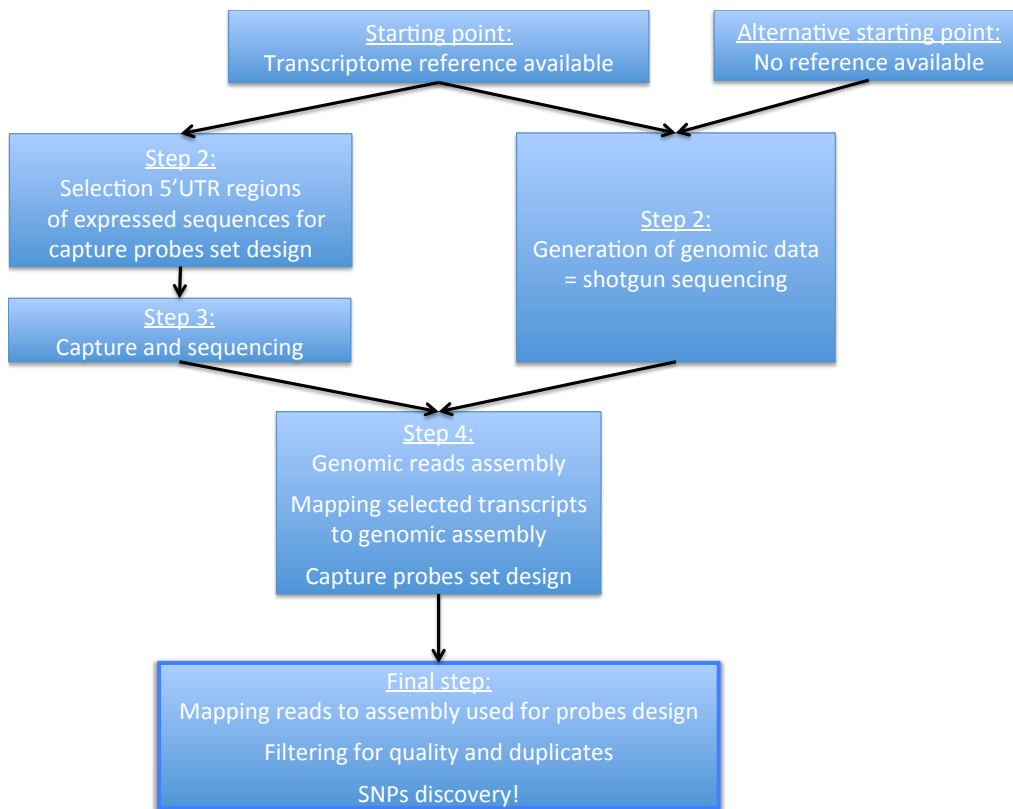 Starting point:
Transcriptome reference available
Alternative starting point:
No reference available
Step 2:
Selection 5’UTR regions
of expressed sequences for
capture probes set design
Step 2:
Generation of genomic data
= shotgun sequencing
Step 3:
Capture and sequencing
Step 4:
Genomic reads assembly
Mapping selected transcripts
to genomic assembly
Capture probes set design
Final step:
Mapping reads to assembly used for probes design
Filtering for quality and duplicates
SNPs discovery!